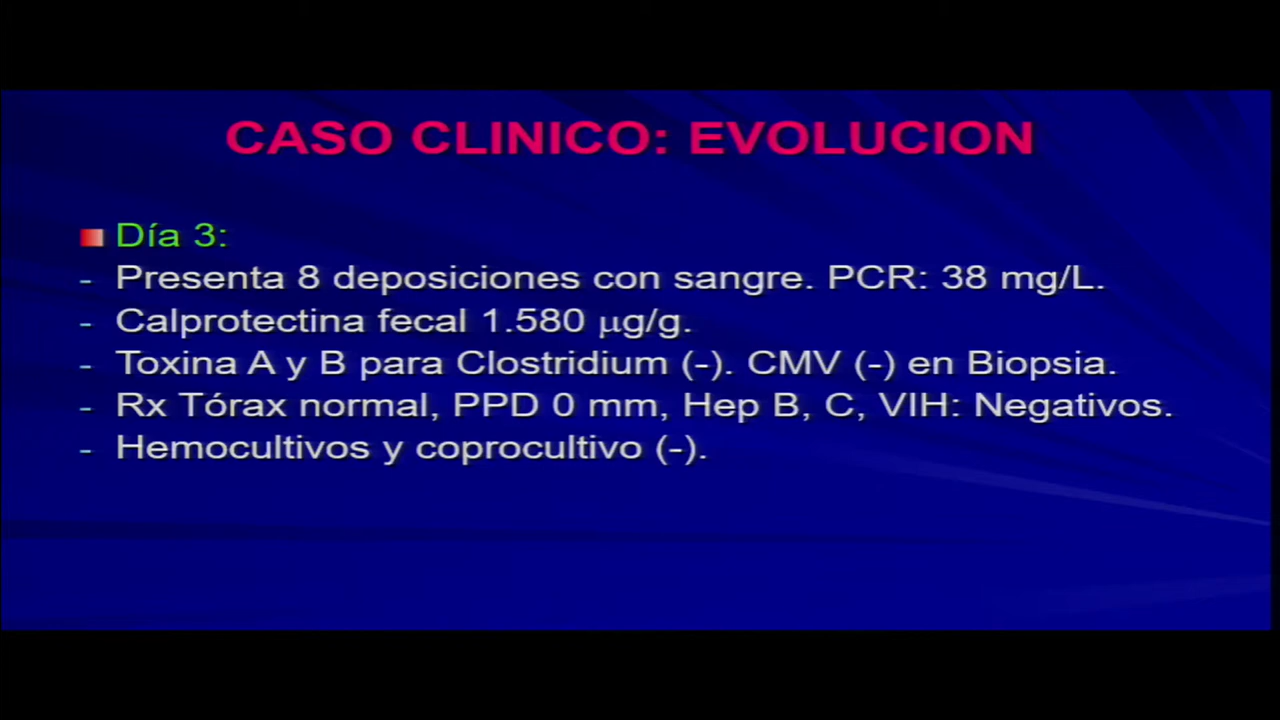 CASO CLINICO: EVOLUCION
Día 3:
- Presenta 8 deposiciones con sangre. PCR: 38 mg/L.
- Calprotectina fecal 1.580 µg/g.
- Toxina A y B para Clostridium (-). CMV (-) en Biopsia.
- Rx Tórax normal, PPD 0 mm, Hep B, C, VIH: Negativos.
- Hemocultivos y coprocultivo (-).